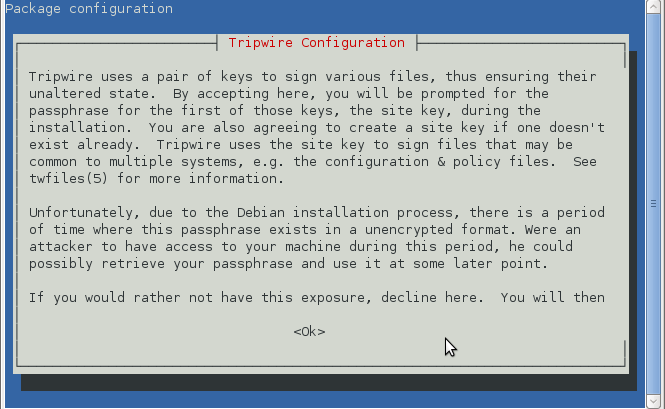 Package configuration
Tripwire Configuration
Tripwire uses a pair of keys to sign various files, thus ensuring their
unaltered state.  By accepting here, you will be prompted for the
passphrase for the first of those keys, the site key, during the
installation.  You are also agreeing to create a site key if one doesn't
exist already.  Tripwire uses the site key to sign files that may be
common to multiple systems, e.g. the configuration & policy files.  See
twfiles(5) for more information.
Unfortunately, due to the Debian installation process, there is a period
of time where this passphrase exists in a unencrypted format. Were an
attacker to have access to your machine during this period, he could
possibly retrieve your passphrase and use it at some later point.
If you would rather not have this exposure, decline here.  You will then
<Ok>